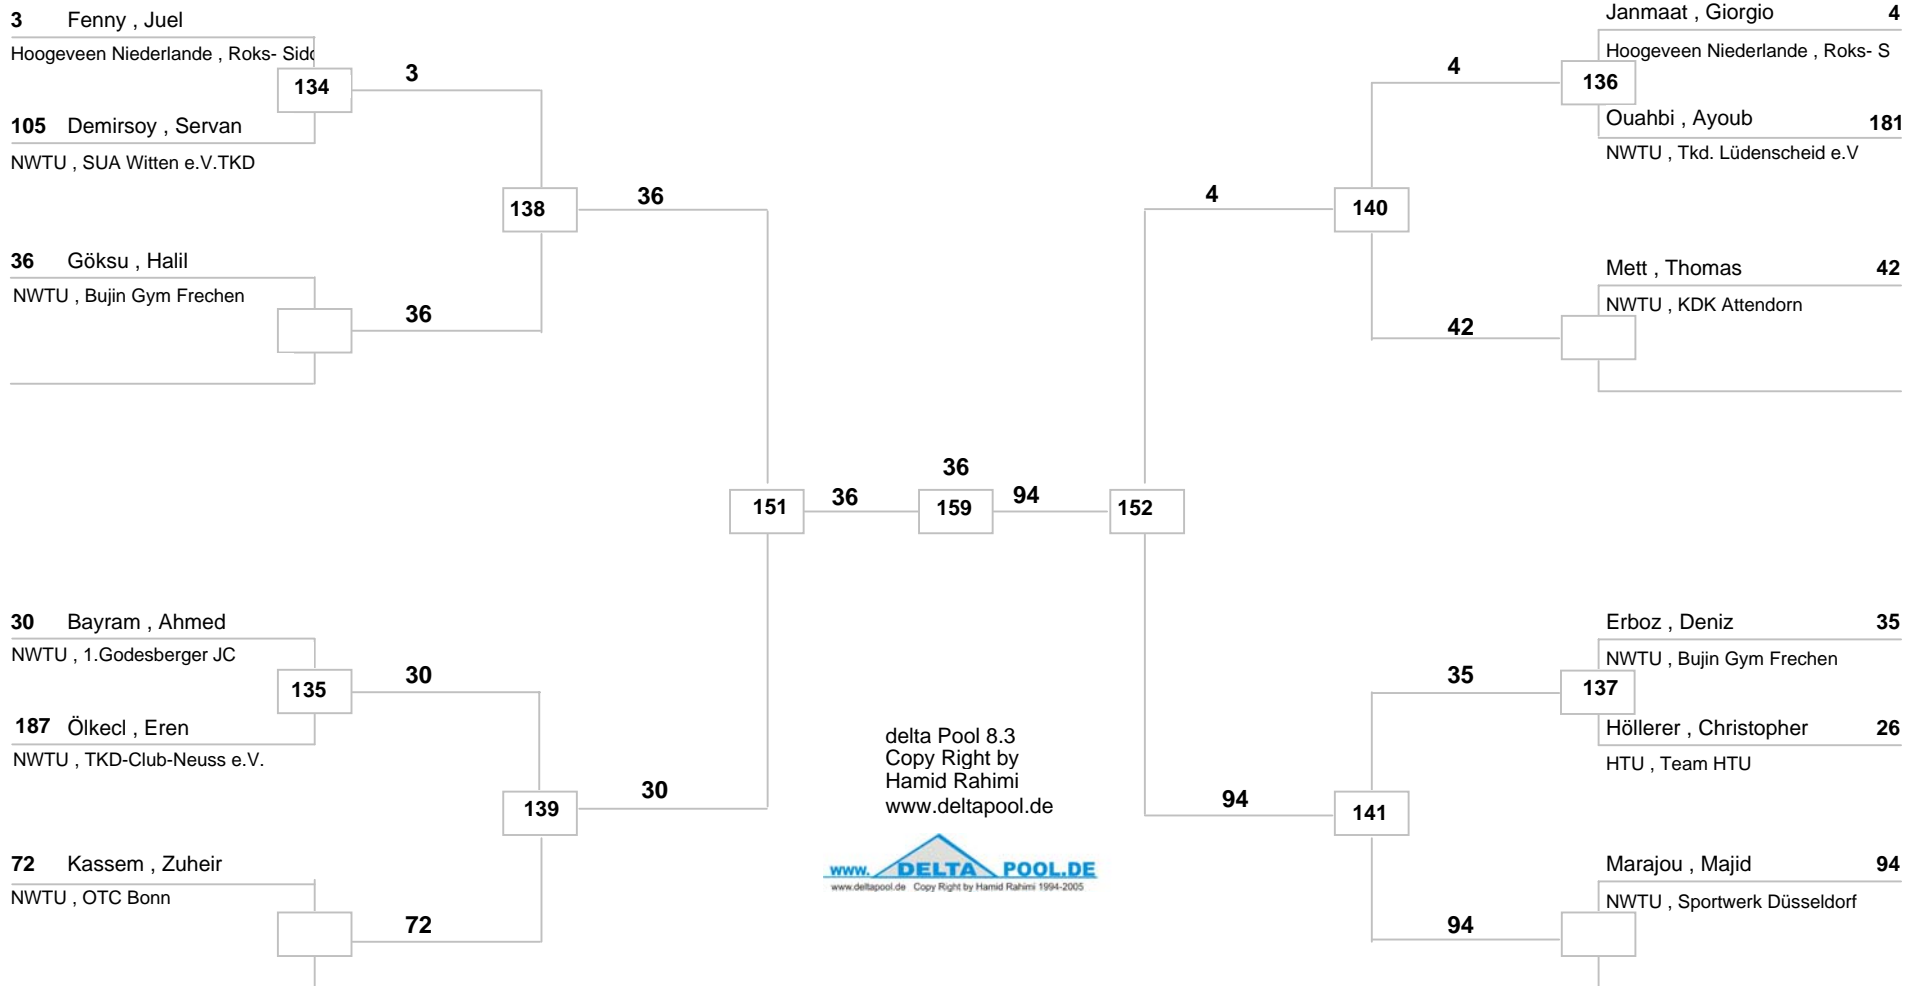 3 Fenny , Juel
Hoogeveen Niederlande , Roks- Sidd
134
3
105 Demirsoy , Servan
NWTU , SUA Witten e.V.TKD
138
36
36 Göksu , Halil
NWTU , Bujin Gym Frechen
36
30 Bayram , Ahmed
NWTU , 1.Godesberger JC
135
30
187 Ölkecl , Eren
NWTU , TKD-Club-Neuss e.V.
139
30
72 Kassem , Zuheir
NWTU , OTC Bonn
72
151
36
36
159
94
152
delta Pool 8.3
Copy Right by
Hamid Rahimi
www.deltapool.de
www. DELTA POOL.DE
www.deltapool.de Copy Right by Hamid Rahimi 1994-2005
Janmaat , Giorgio 4
Hoogeveen Niederlande , Roks- S
4
136
Ouahbi , Ayoub 181
NWTU , Tkd. Lüdenscheid e.V
4
140
Mett , Thomas 42
NWTU , KDK Attendorn
42
Erboz , Deniz 35
NWTU , Bujin Gym Frechen
35
137
Höllerer , Christopher 26
HTU , Team HTU
94
141
Marajou , Majid 94
NWTU , Sportwerk Düsseldorf
94